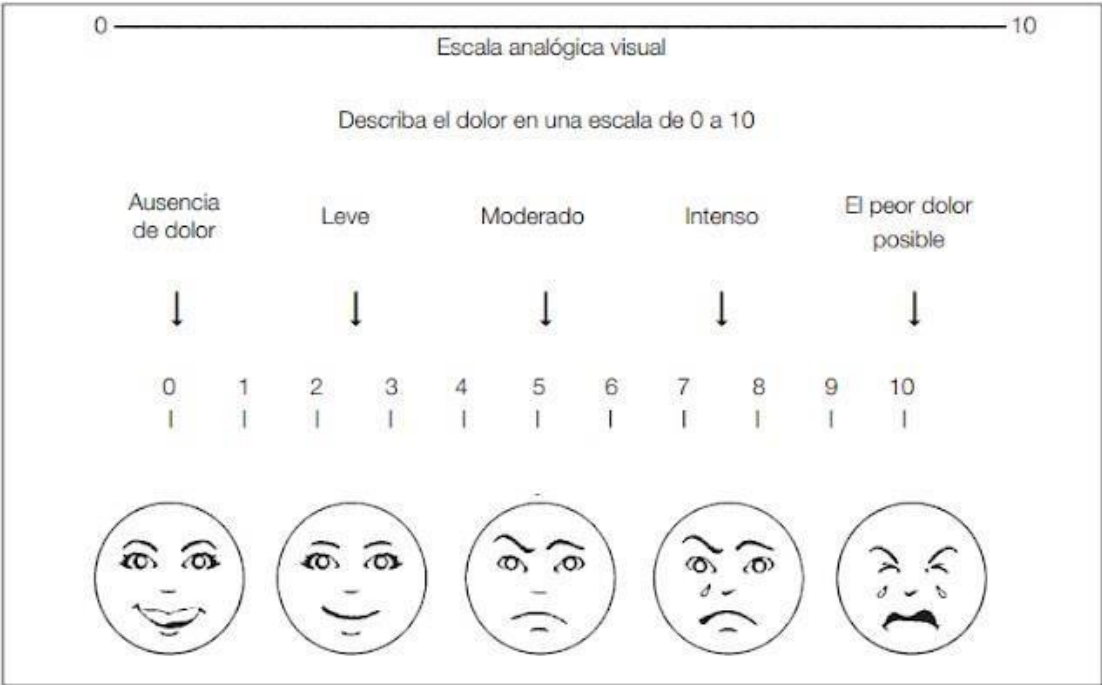 0 10
Escala analógica visual
Describa el dolor en una escala de 0 a 10
Ausencia
de dolor
Leve
Moderado
Intenso
El peor dolor
posible
0 1 2 3 4 5 6 7 8 9 10